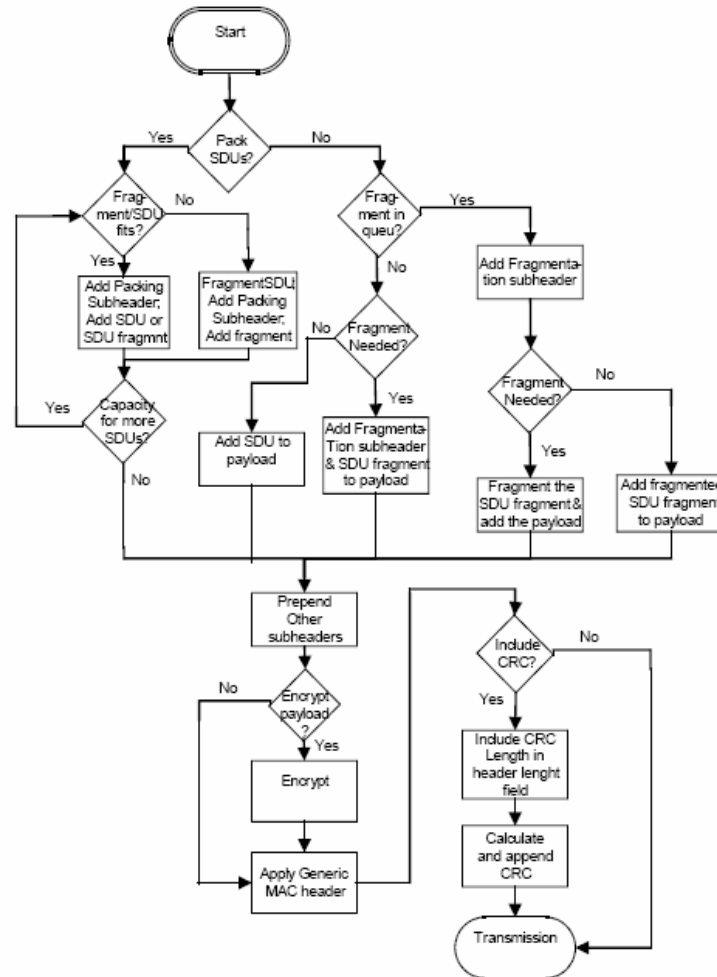 Start
Yes
Pack
SDUs?
No
Frag-
ment/SDU
fits?
No
Yes
Fragment in
queu?
Yes
No
Add Packing
Subheader;
Add SDU or
SDU fragmnt
FragmentSDU;
Add Packing
Subheader;
Add fragment
Add Fragmenta-
tion subheader
No
Fragment
Needed?
Yes
Fragment
Needed?
No
Yes
Yes
Capacity
for more
SDUs?
No
Add SDU to
payload
Add Fragmenta-
Tion subheader
& SDU fragment
to payload
Fragment the
SDU fragment &
add the payload
Add fragmented
SDU fragment
to payload
Prepend
Other
subheaders
No
Encrypt
payload
?
Yes
Encrypt
Apply Generic
MAC header
Include
CRC?
No
Yes
Include CRC
Length in
header lenght
field
Calculate
and append
CRC
Transmission